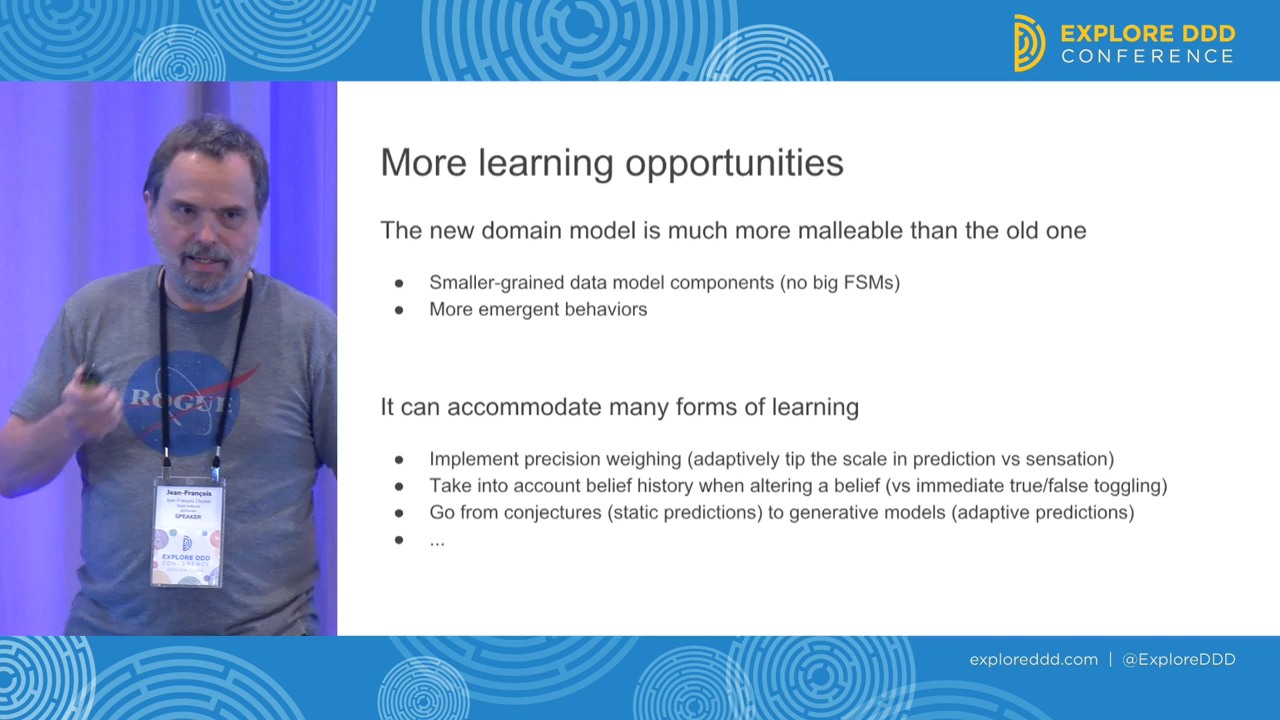 EXPLORE DDD
CONFERENCE
More learning opportunities
The new domain model is much more malleable than the old one
● Smaller-grained data model components (no big FSMs)
● More emergent behaviors
It can accommodate many forms of learning
● Implement precision weighing (adaptively tip the scale in prediction vs sensation)
● Take into account belief history when altering a belief (vs immediate true/false toggling)
● Go from conjectures (static predictions) to generative models (adaptive predictions)
● ...
ROGUE
Jean-François
SPEAKER
EXPLORE DDD
CONFERENCE
exploreddd.com | @ExploreDDD